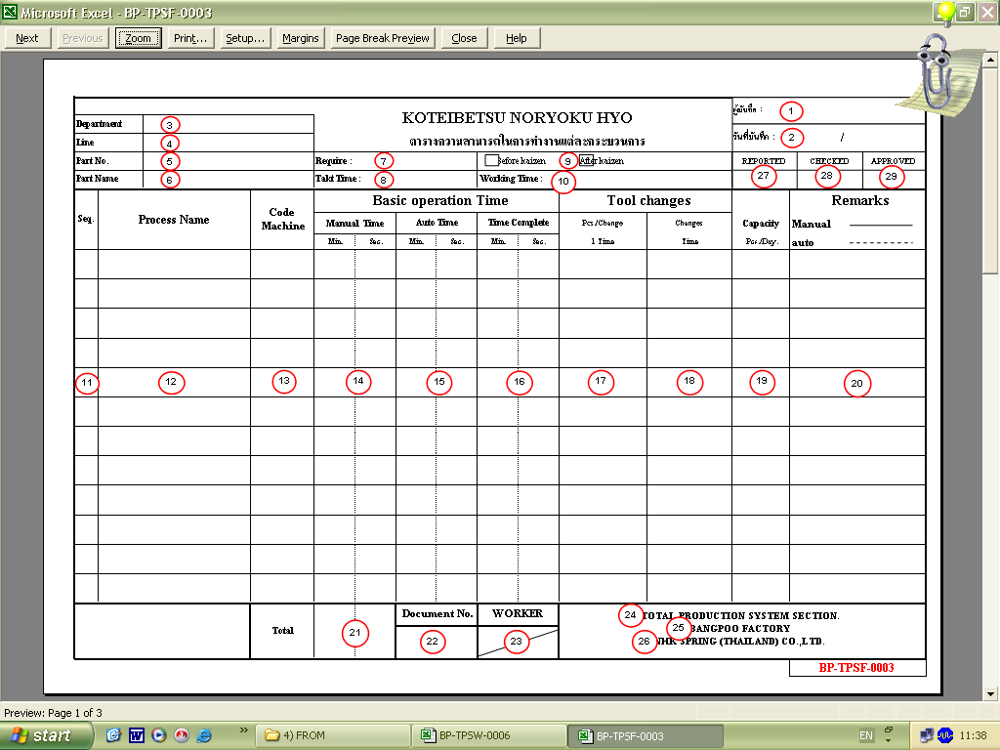 Microsoft Excel - BP-TPSF-0003
Next Previous Zoom Print... Setup... Margins Page Break Preview Close Help
KOTEIBETSU NORYOKU HYO
ตารางความสามารถในการทำงานแต่ละกระบวนการ
ผู้บันทึก : 1
วันที่บันทึก : 2 /
Department 3
Line 4
Part No. 5
Part Name 6
Require : 7
Before kaizen 9 After kaizen
Takt Time : 8
Working Time : 10
REPORTED CHECKED APPROVED
27 28 29
Seq. Process Name Code Machine Basic operation Time Tool changes Capacity Remarks
Manual Time Auto Time Time Complete Pcs./Change Changes Manual
Min. Sec. Min. Sec. Min. Sec. 1 Time Time Pcs./Day. auto
11 12 13 14 15 16 17 18 19 20
Total 21
Document No. 22
WORKER 23
24 TOTAL PRODUCTION SYSTEM SECTION.
25 BANGPOO FACTORY
26 NHK SPRING (THAILAND) CO.,LTD.
BP-TPSF-0003
Preview: Page 1 of 3
start » 4) FROM BP-TPSW-0006 BP-TPSF-0003 EN 11:38